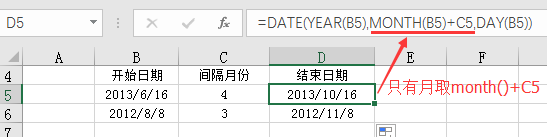 D5 =DATE(YEAR(B5),MONTH(B5)+C5,DAY(B5))
A B C D E F
4 开始日期 间隔月份 结束日期
5 2013/6/16 4 2013/10/16 只有月取month()+C5
6 2012/8/8 3 2012/11/8